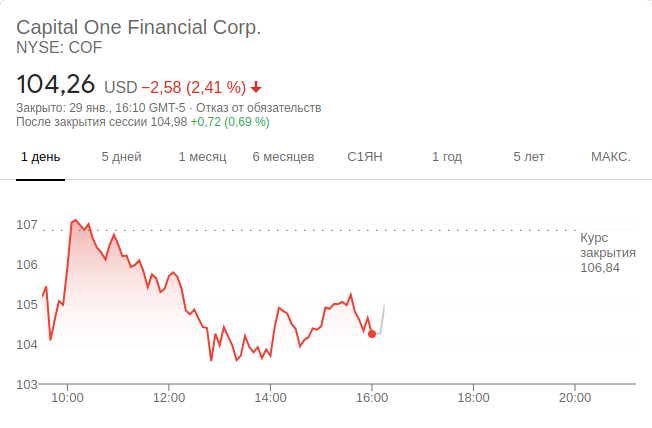 Capital One Financial Corp.
NYSE: COF
104,26 USD −2,58 (2,41 %)
Закрыто: 29 янв., 16:10 GMT-5 · Отказ от обязательств
После закрытия сессии 104,98 +0,72 (0,69 %)
1 день 5 дней 1 месяц 6 месяцев С1ЯН 1 год 5 лет МАКС.
107
106
105
104
103
Курс
закрытия
106,84
10:00 12:00 14:00 16:00 18:00 20:00